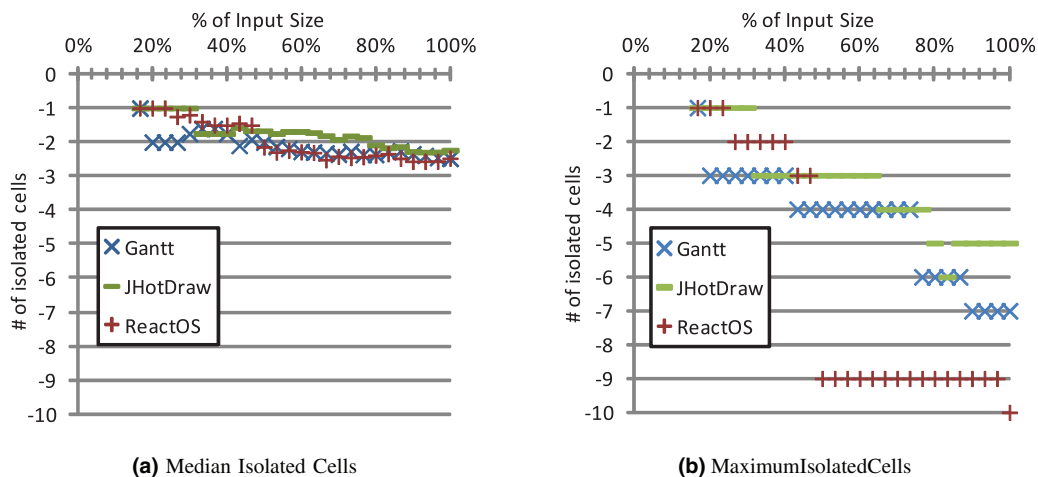 % of Input Size
0% 20% 40% 60% 80% 100%
0
-1
-2
-3
-4
-5
-6
-7
-8
-9
-10
# of isolated cells
Gantt
JHotDraw
ReactOS
(a) Median Isolated Cells
% of Input Size
0% 20% 40% 60% 80% 100%
0
-1
-2
-3
-4
-5
-6
-7
-8
-9
-10
# of isolated cells
Gantt
JHotDraw
ReactOS
(b) MaximumIsolatedCells